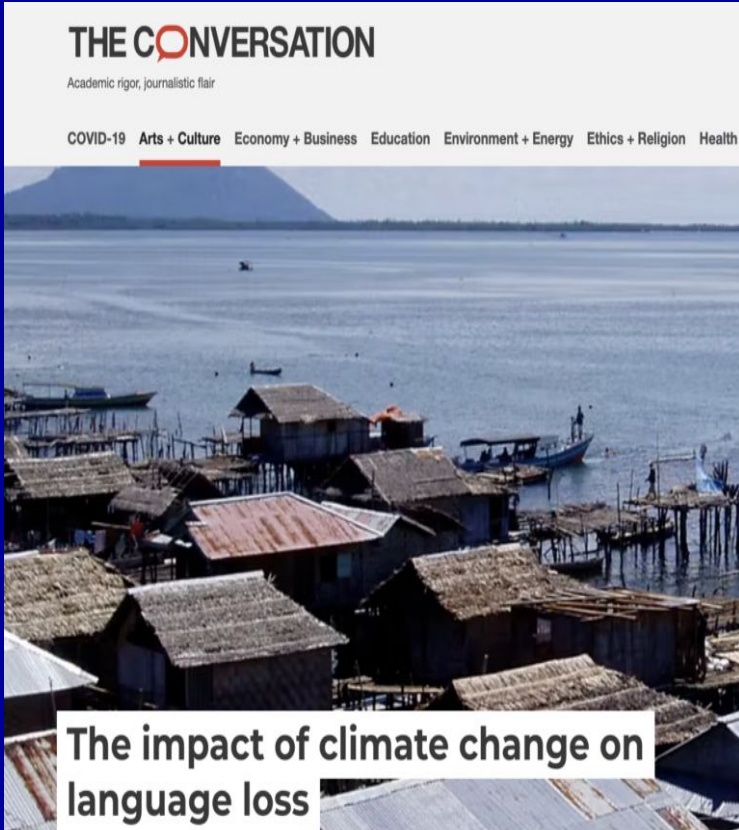 THE CONVERSATION
Academic rigor, journalistic flair
COVID-19 Arts + Culture Economy + Business Education Environment + Energy Ethics + Religion Health
The impact of climate change on
language loss